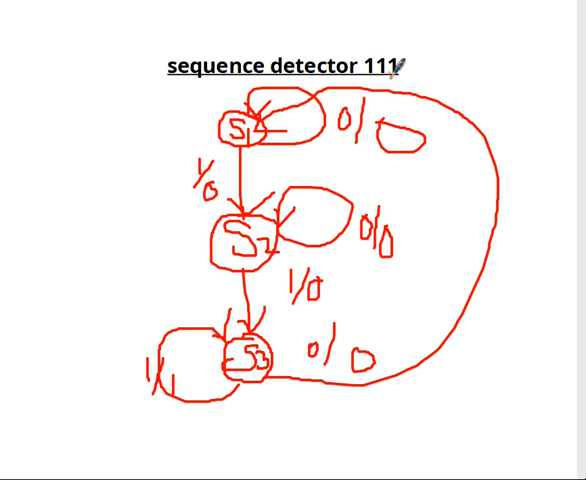 sequence detector 111
S1
0/0
1/0
S2
0/0
1/0
S3
0/0
1/1